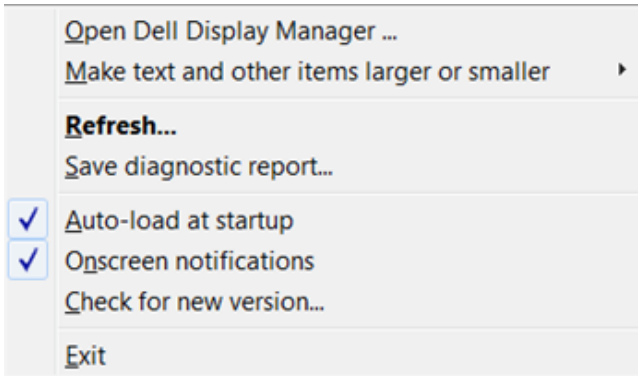 Open Dell Display Manager ...
Make text and other items larger or smaller
Refresh...
Save diagnostic report...
Auto-load at startup
Onscreen notifications
Check for new version...
Exit